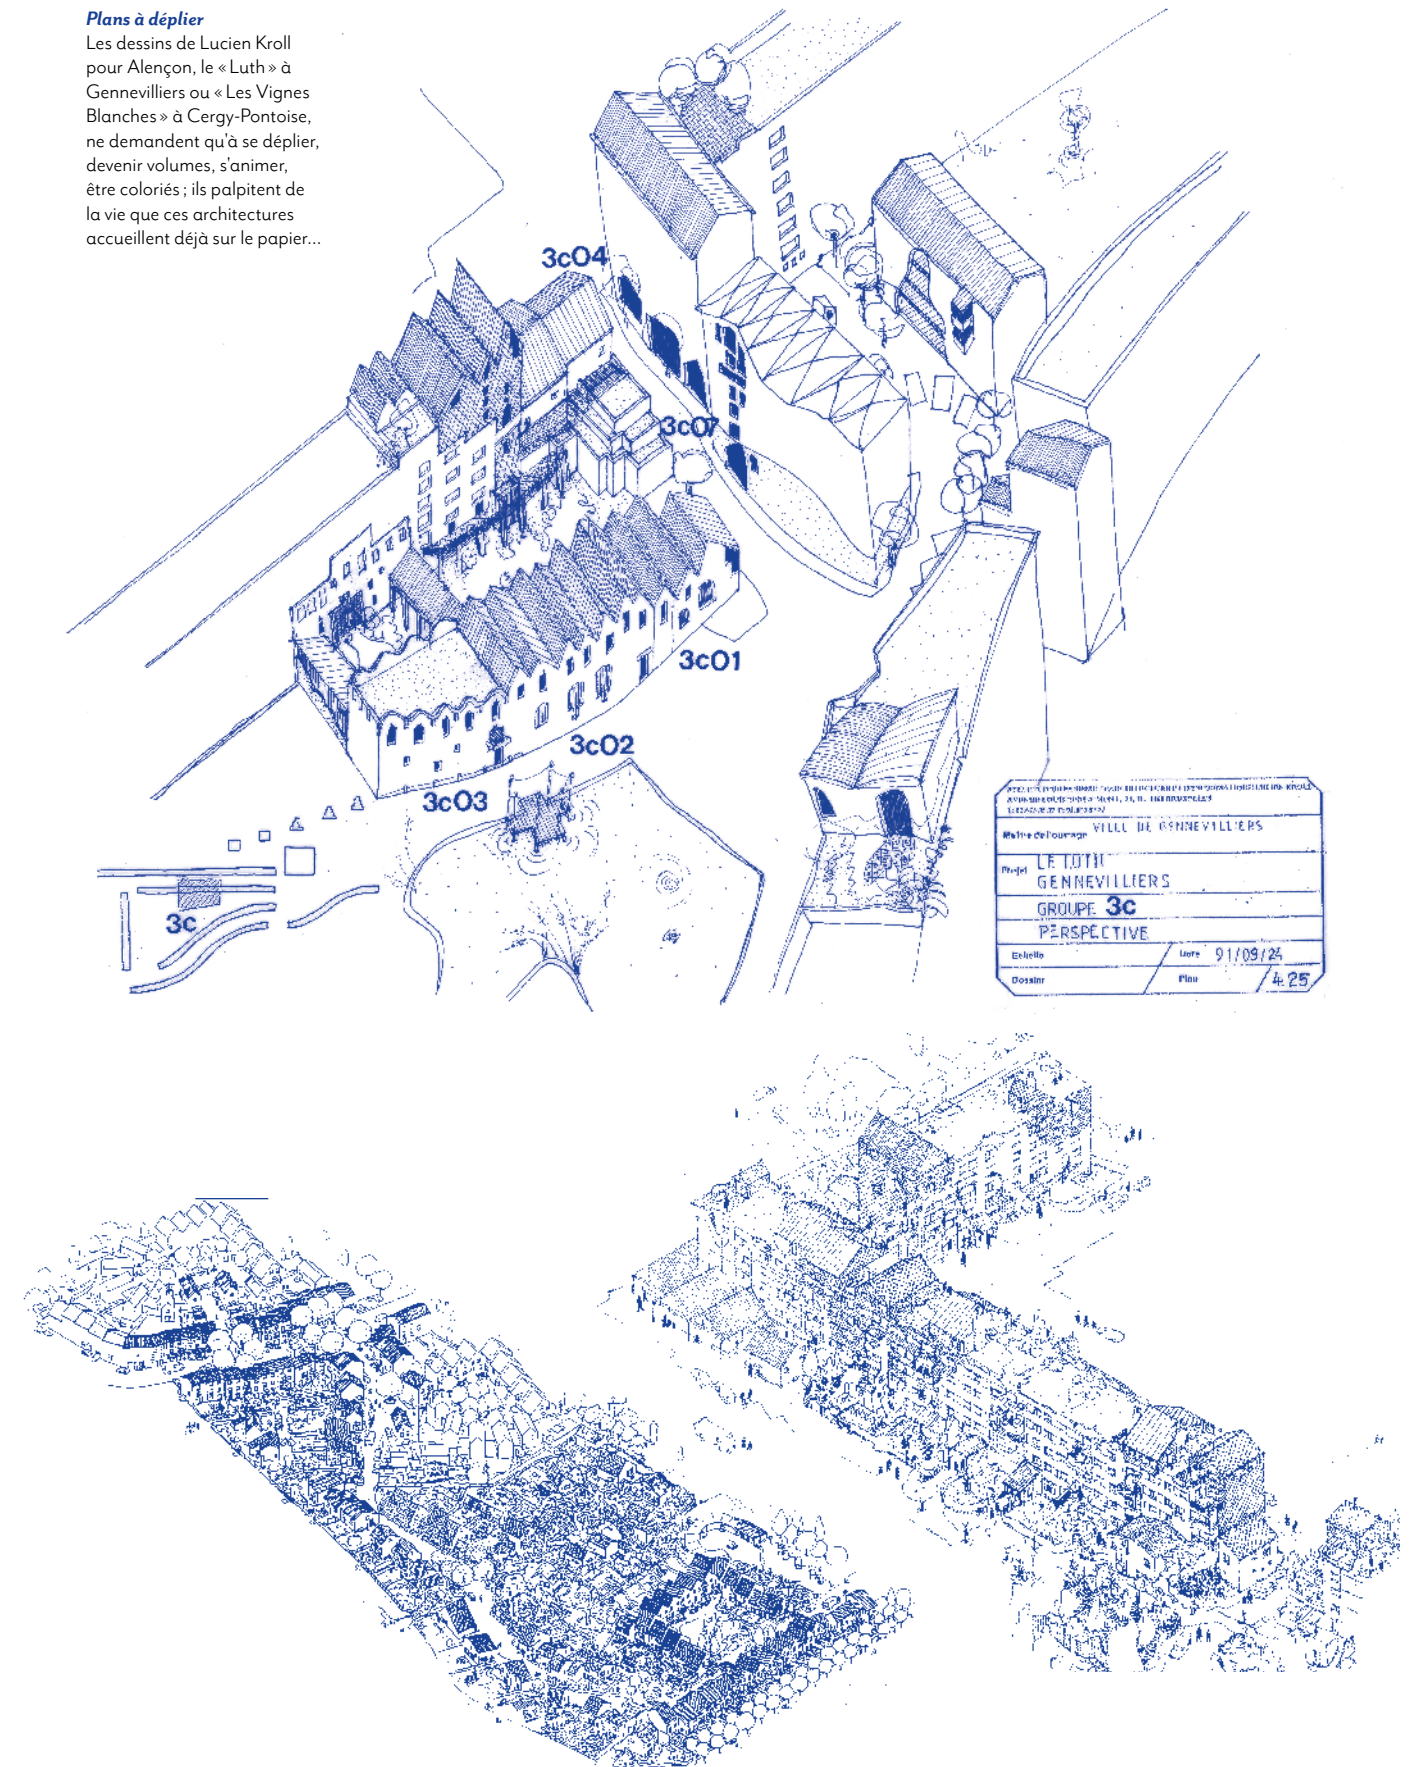 Plans à déplier
Les dessins de Lucien Kroll
pour Alençon, le « Luth » à
Gennevilliers ou « Les Vignes
Blanches » à Cergy-Pontoise,
ne demandent qu'à se déplier,
devenir volumes, s'animer,
être coloriés ; ils palpitent de
la vie que ces architectures
accueillent déjà sur le papier...
3c04
3c07
3c01
3c02
3c03
3c
Maître de l'ouvrage VILLE DE GENNEVILLIERS
Projet LE LUTH
GENNEVILLIERS
GROUPE 3c
PERSPECTIVE
Echelle Date 91/09/24
Dossier Plan 4.25